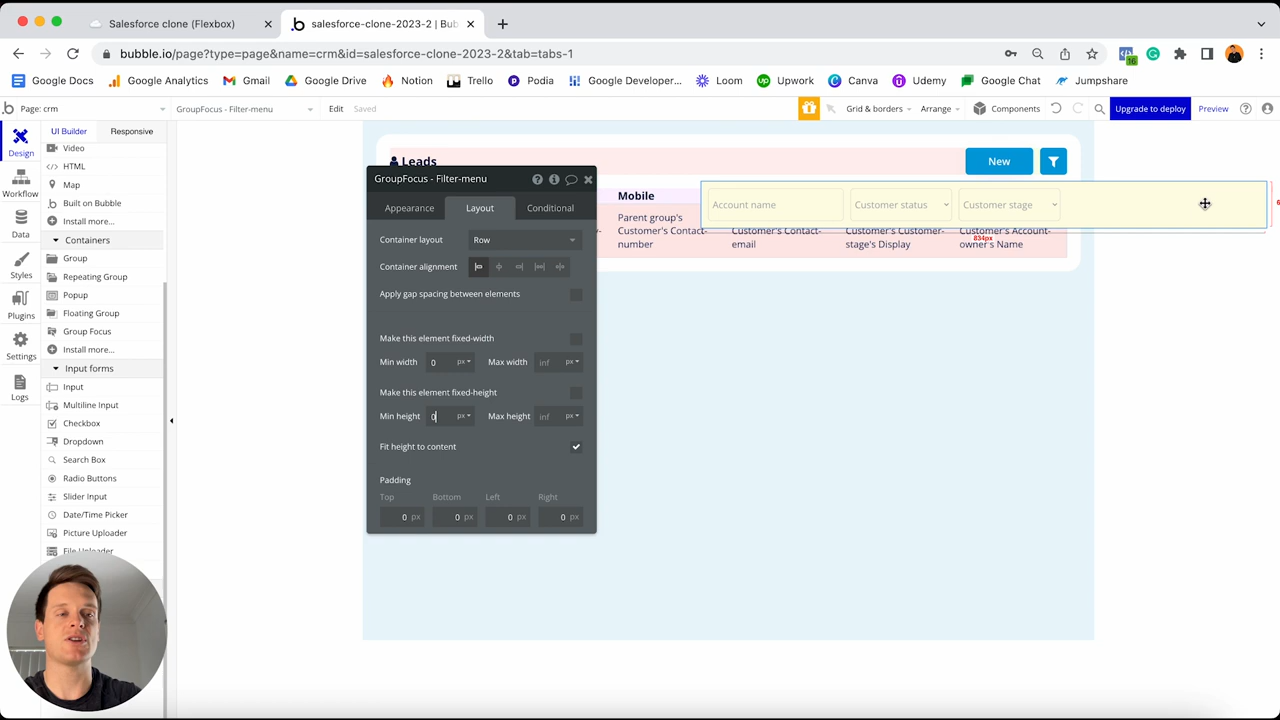 Salesforce clone (Flexbox)
salesforce-clone-2023-2 | Bub
bubble.io/page?type=page&name=crm&id=salesforce-clone-2023-2&tab=tabs-1
16
Google Docs
Google Analytics
Gmail
Google Drive
Notion
Trello
Podia
Google Developer...
Loom
Upwork
Canva
Udemy
Google Chat
Jumpshare
Page: crm
GroupFocus - Filter-menu
Edit
Saved
Grid & borders
Arrange
Components
Upgrade to deploy
Preview
Design
Workflow
Data
Styles
Plugins
Settings
Logs
UI Builder
Responsive
Video
HTML
Map
Built on Bubble
Install more...
Containers
Group
Repeating Group
Popup
Floating Group
Group Focus
Install more...
Input forms
Input
Multiline Input
Checkbox
Dropdown
Search Box
Radio Buttons
Slider Input
Date/Time Picker
Picture Uploader
File Uploader
GroupFocus - Filter-menu
Appearance
Layout
Conditional
Container layout
Row
Container alignment
Apply gap spacing between elements
Make this element fixed-width
Min width
0
px
Max width
inf
px
Make this element fixed-height
Min height
0
px
Max height
inf
px
Fit height to content
Padding
Top
Bottom
Left
Right
0 px
0 px
0 px
0 px
Leads
New
Mobile
Account name
Customer status
Customer stage
Parent group's
Customer's Contact-
number
Customer's Contact-
email
Customer's Customer-
stage's Display
834px
Customer's Account-
owner's Name